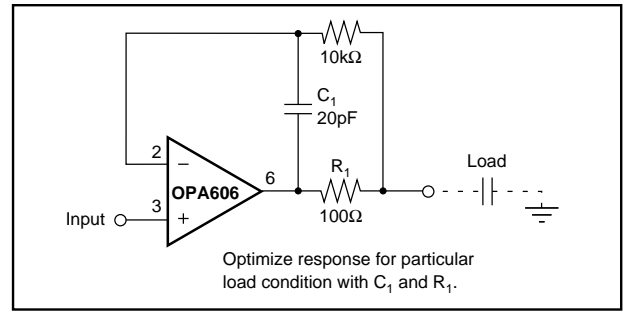 10kΩ
C1
20pF
2
−
OPA606
3
+
6
R1
100Ω
Load
Input
Optimize response for particular
load condition with C1 and R1.